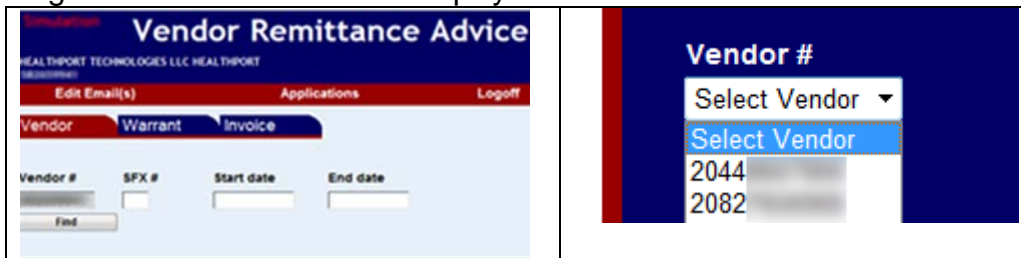 Simulation
Vendor Remittance Advice
HEALTHPORT TECHNOLOGIES LLC HEALTHPORT
Edit Email(s) Applications Logoff
Vendor Warrant Invoice
Vendor # SFX # Start date End date
Find
Vendor #
Select Vendor
Select Vendor
2044
2082